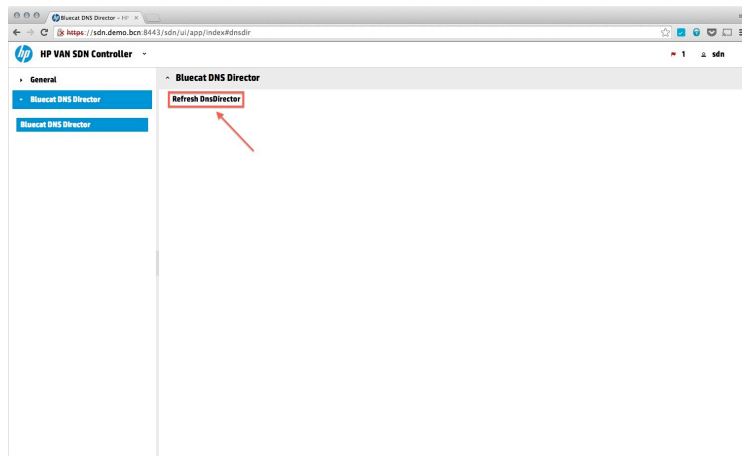 Bluecat DNS Director - HP
https://sdn.demo.bcn:8443/sdn/ui/app/index#dnsdir
hp HP VAN SDN Controller
1 sdn
General
Bluecat DNS Director
Bluecat DNS Director
Bluecat DNS Director
Refresh DnsDirector